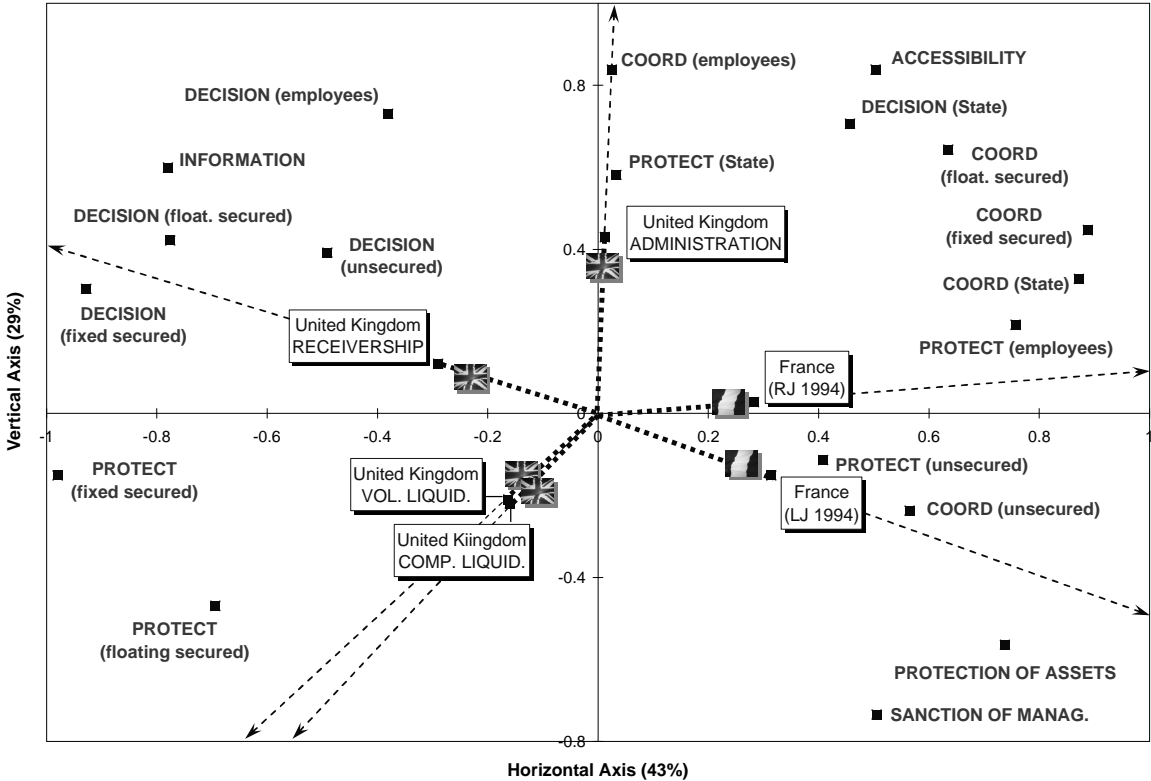 COORD (employees)
ACCESSIBILITY
0.8
DECISION (employees)
DECISION (State)
INFORMATION
PROTECT (State)
COORD
(float. secured)
DECISION (float. secured)
United Kingdom
ADMINISTRATION
COORD
(fixed secured)
DECISION
(unsecured)
0.4
COORD (State)
DECISION
(fixed secured)
United Kingdom
RECEIVERSHIP
PROTECT (employees)
France
(RJ 1994)
Vertical Axis (29%)
0
-1
-0.8
-0.6
-0.4
-0.2
0
0.2
0.4
0.6
0.8
1
PROTECT
(fixed secured)
United Kingdom
VOL. LIQUID.
PROTECT (unsecured)
France
(LJ 1994)
COORD (unsecured)
United Kiingdom
COMP. LIQUID.
-0.4
PROTECT
(floating secured)
PROTECTION OF ASSETS
SANCTION OF MANAG.
-0.8
Horizontal Axis (43%)